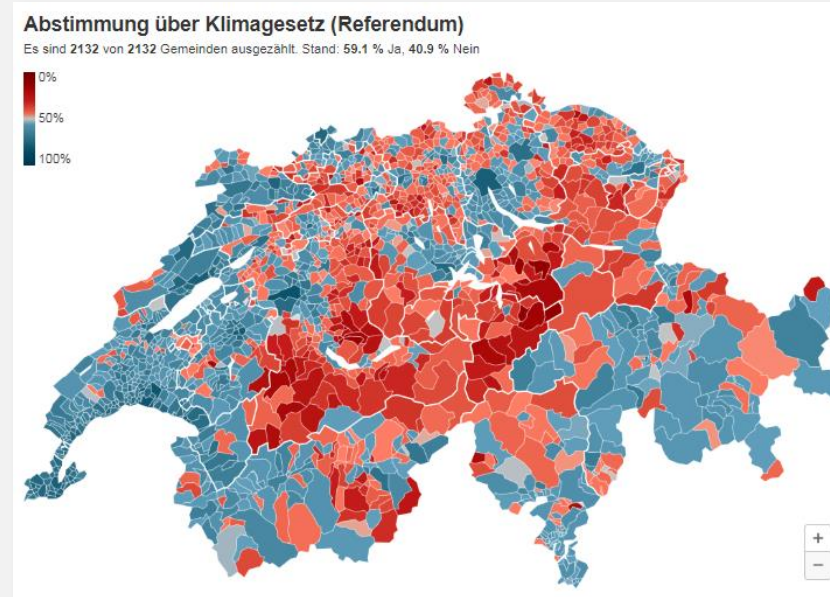 Abstimmung über Klimagesetz (Referendum)
Es sind 2132 von 2132 Gemeinden ausgezählt. Stand: 59.1 % Ja, 40.9 % Nein
0%
50%
100%
+
−